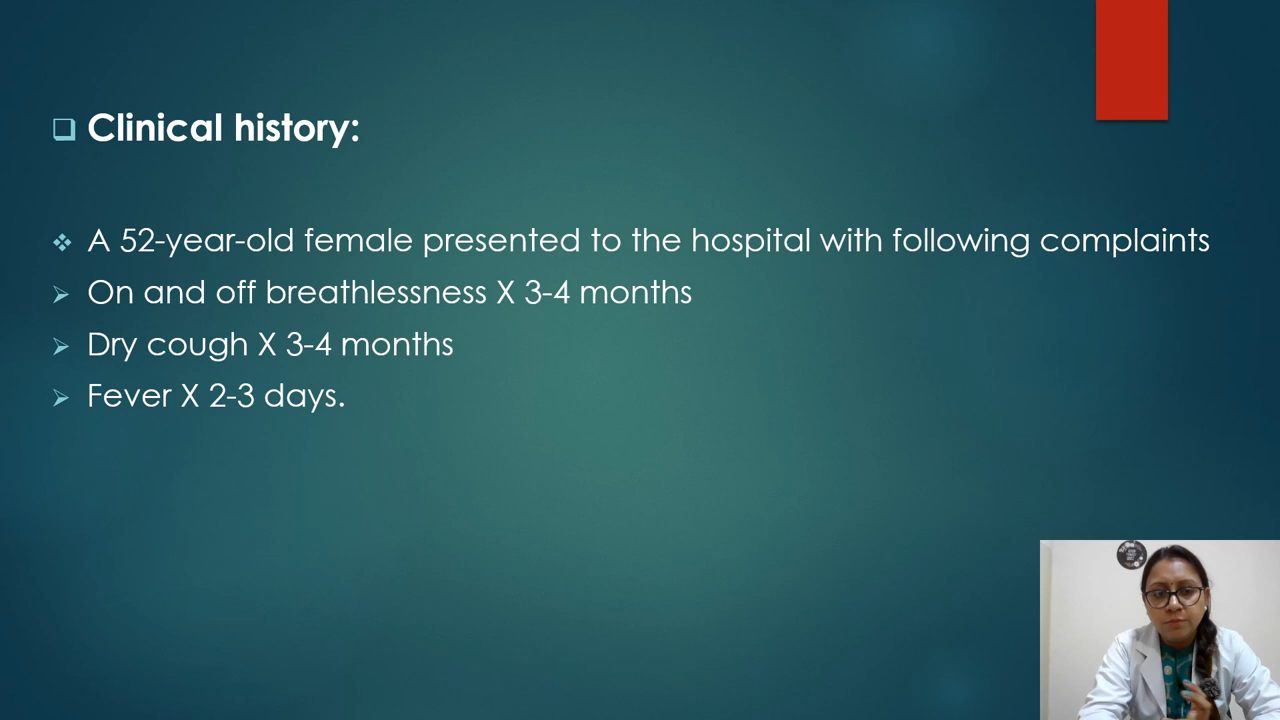 Clinical history:
A 52-year-old female presented to the hospital with following complaints
On and off breathlessness X 3-4 months
Dry cough X 3-4 months
Fever X 2-3 days.